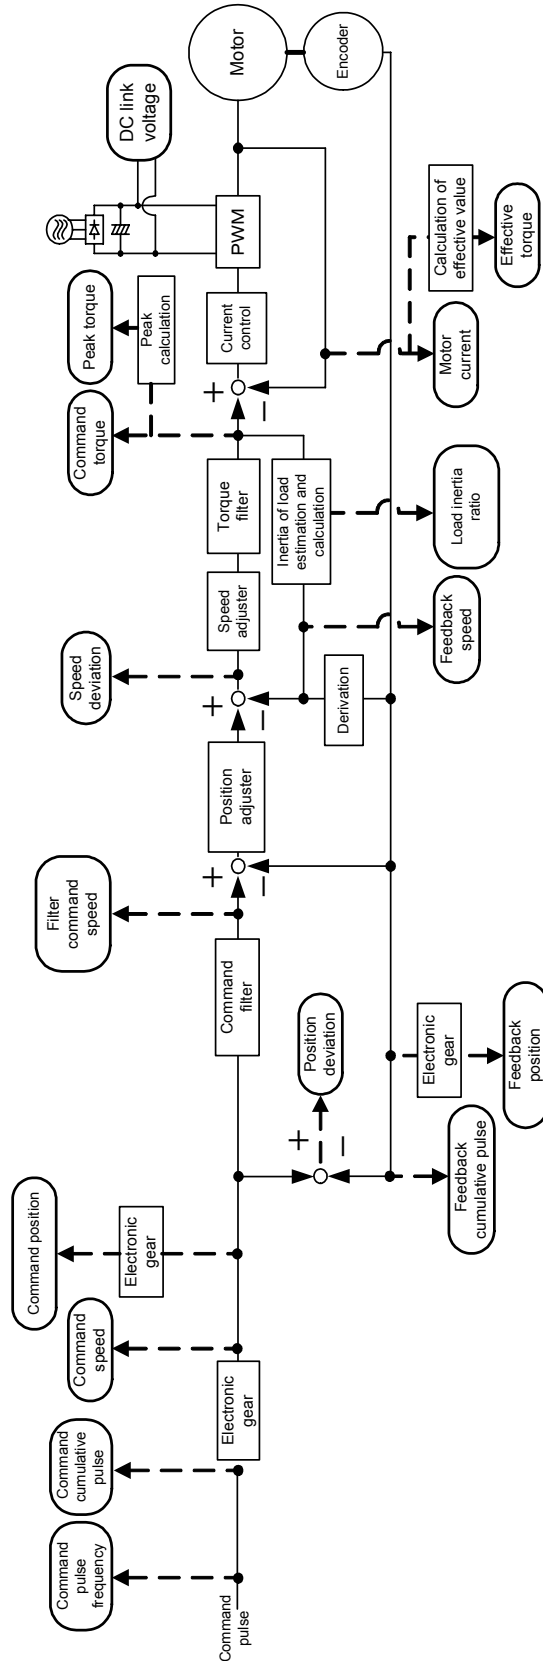 Command
pulse
frequency
Command
cumulative
pulse
Command
speed
Command position
Filter
command
speed
Speed
deviation
Command
torque
Peak torque
Peak
calculation
DC link
voltage
Command
pulse
Electronic
gear
Electronic
gear
Command
filter
+
−
Position
adjuster
+
−
Speed
adjuster
Torque
filter
+
−
Current
control
PWM
Motor
Encoder
Position
deviation
+
−
Derivation
Inertia of load
estimation and
calculation
Feedback
cumulative pulse
Electronic
gear
Feedback
position
Feedback
speed
Load inertia
ratio
Motor
current
Calculation of
effective value
Effective
torque